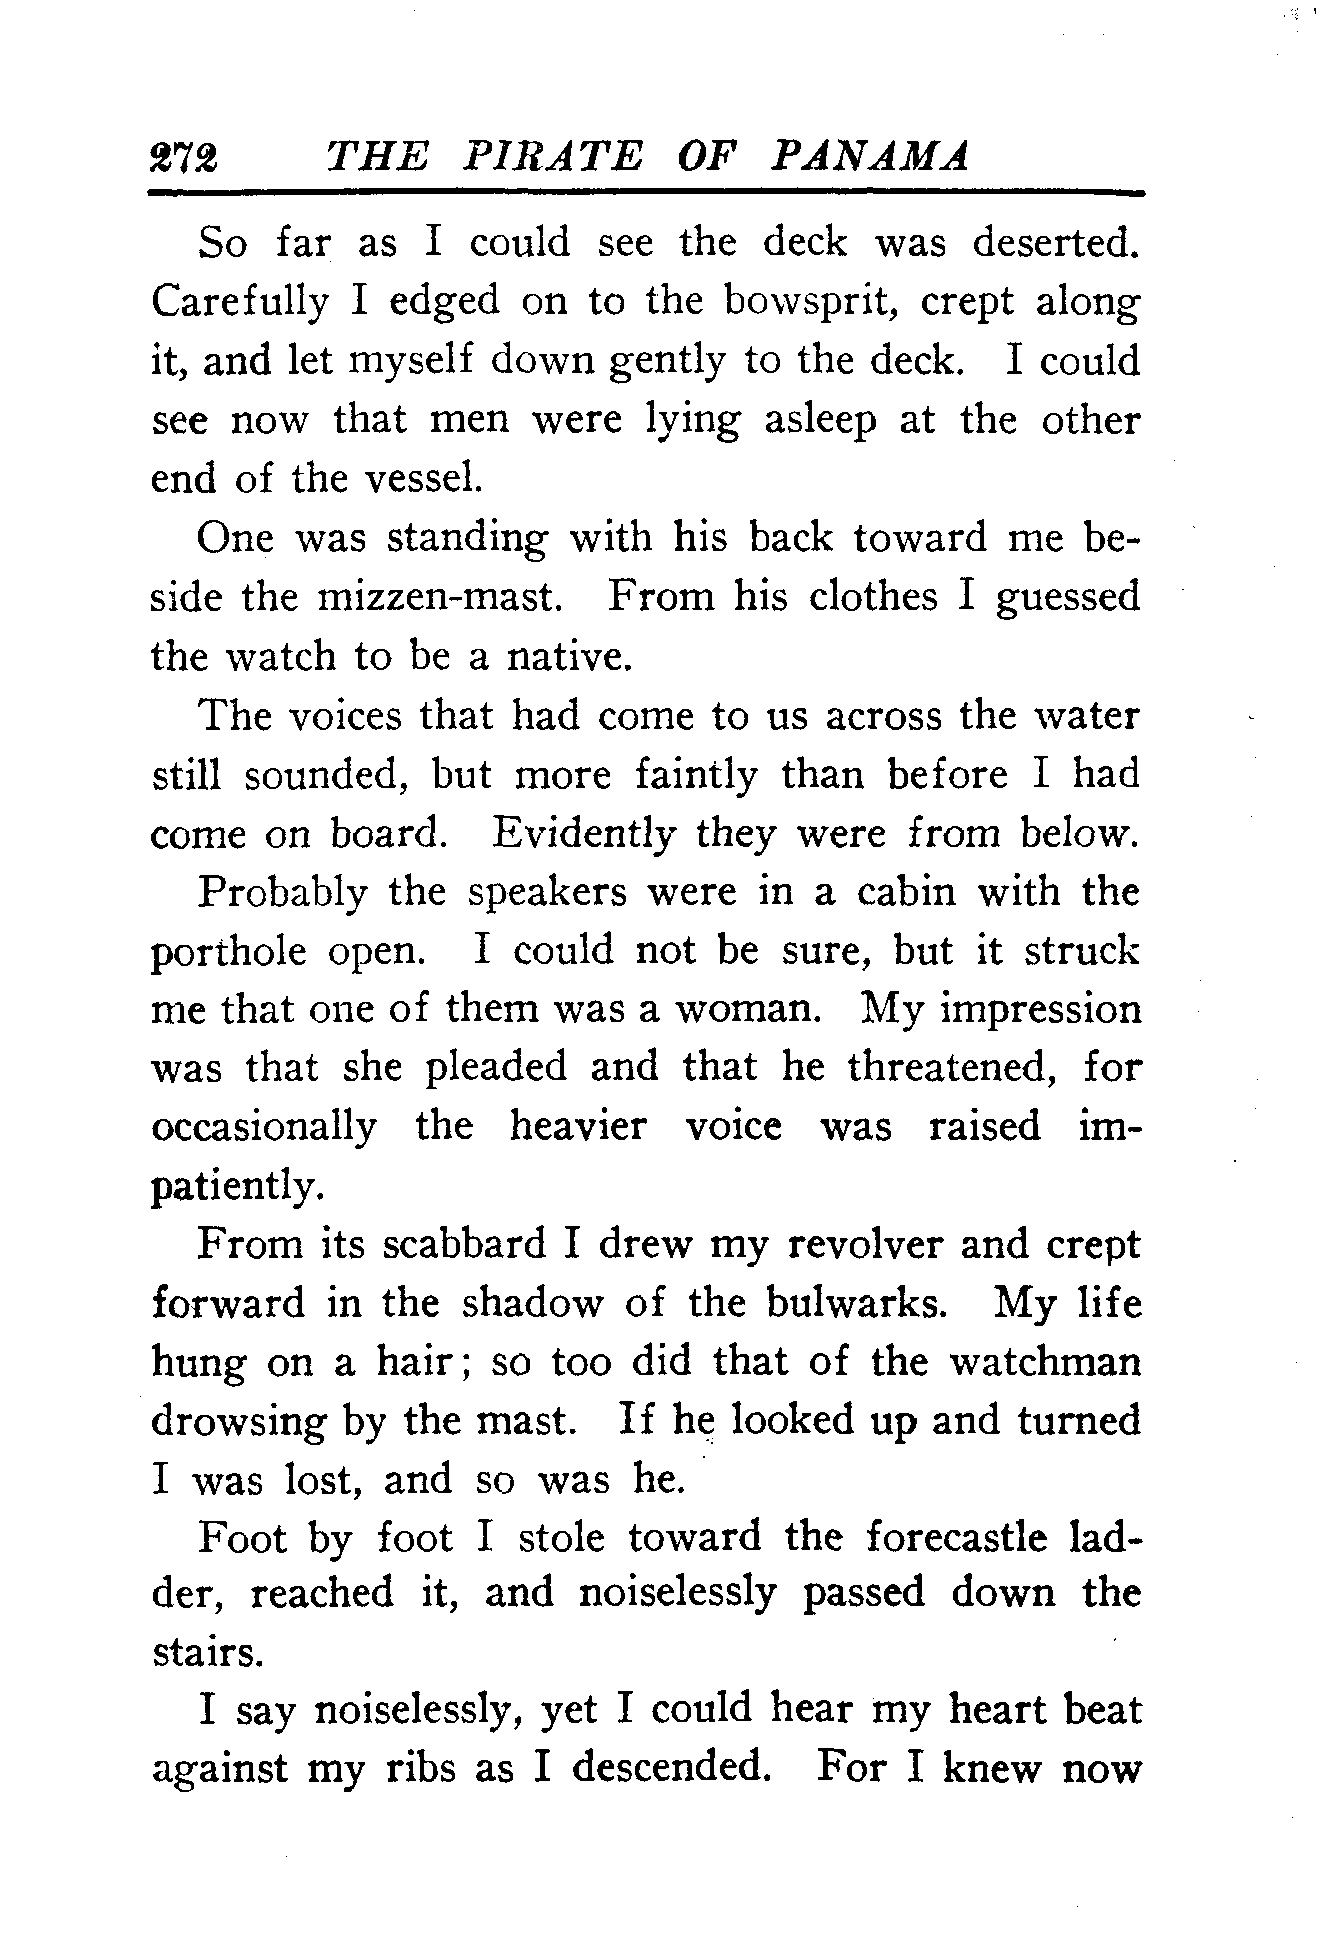 272 THE PIRATE OF PANAMA
So far as I could see the deck was deserted.
Carefully I edged on to the bowsprit, crept along
it, and let myself down gently to the deck. I could
see now that men were lying asleep at the other
end of the vessel.
One was standing with his back toward me be-
side the mizzen-mast. From his clothes I guessed
the watch to be a native.
The voices that had come to us across the water
still sounded, but more faintly than before I had
come on board. Evidently they were from below.
Probably the speakers were in a cabin with the
porthole open. I could not be sure, but it struck
me that one of them was a woman. My impression
was that she pleaded and that he threatened, for
occasionally the heavier voice was raised im-
patiently.
From its scabbard I drew my revolver and crept
forward in the shadow of the bulwarks. My life
hung on a hair; so too did that of the watchman
drowsing by the mast. If he looked up and turned
I was lost, and so was he.
Foot by foot I stole toward the forecastle lad-
der, reached it, and noiselessly passed down the
stairs.
I say noiselessly, yet I could hear my heart beat
against my ribs as I descended. For I knew now